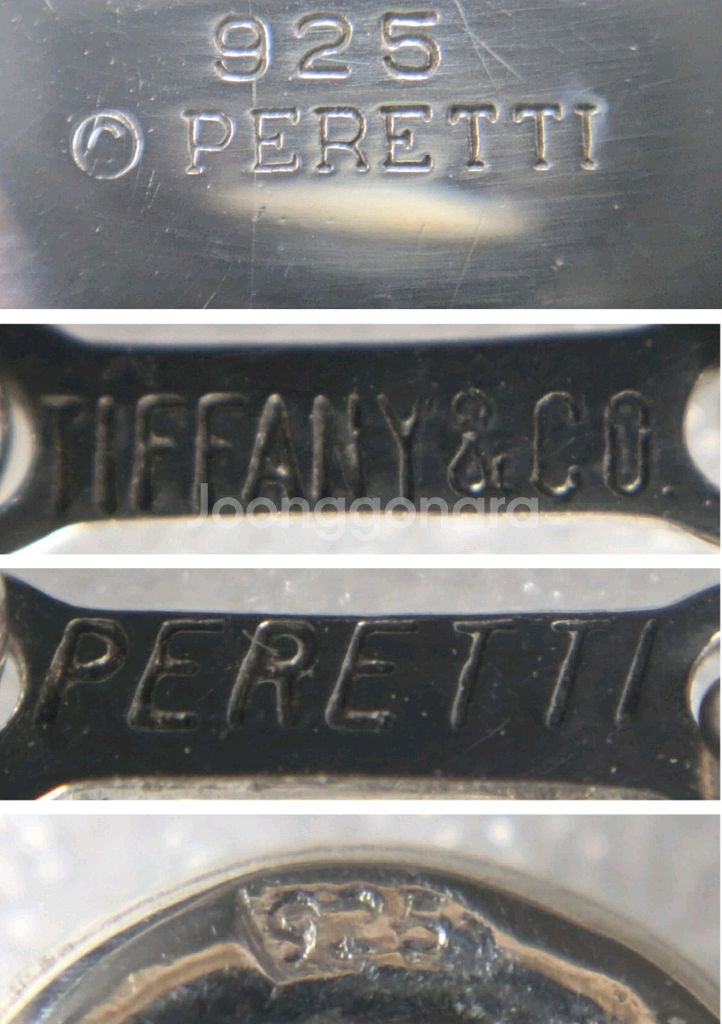 925
© PERETTI
TIFFANY & CO.
Joonggonara
PERETTI
925